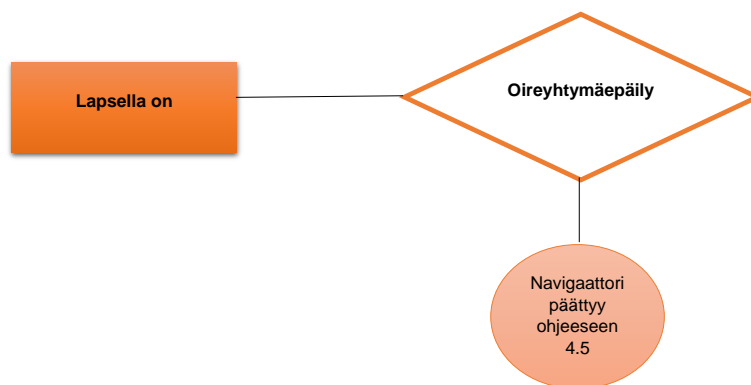 Lapsella on
Oireyhtymäepäily
Navigaattori
päättyy
ohjeeseen
4.5